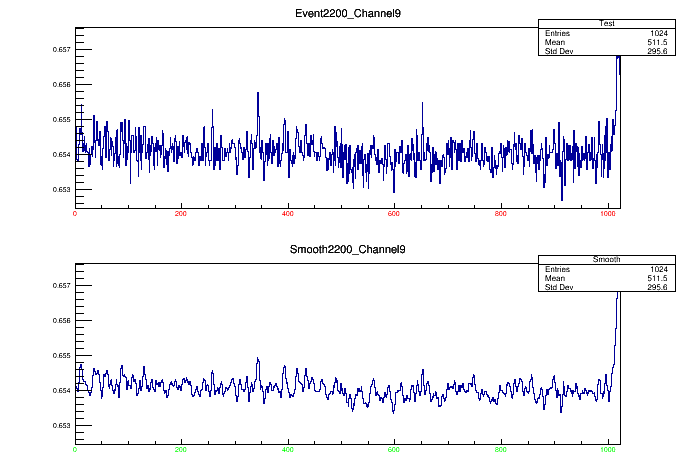 Event2200_Channel9
Test
Entries 1024
Mean 511.5
Std Dev 295.6
0.657
0.656
0.655
0.654
0.653
0 200 400 600 800 1000
Smooth2200_Channel9
Smooth
Entries 1024
Mean 511.5
Std Dev 295.6
0.657
0.656
0.655
0.654
0.653
0 200 400 600 800 1000